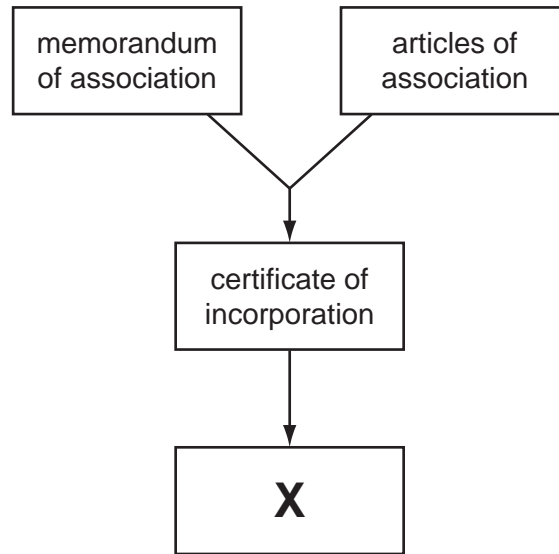 memorandum
of association
articles of
association
certificate of
incorporation
X